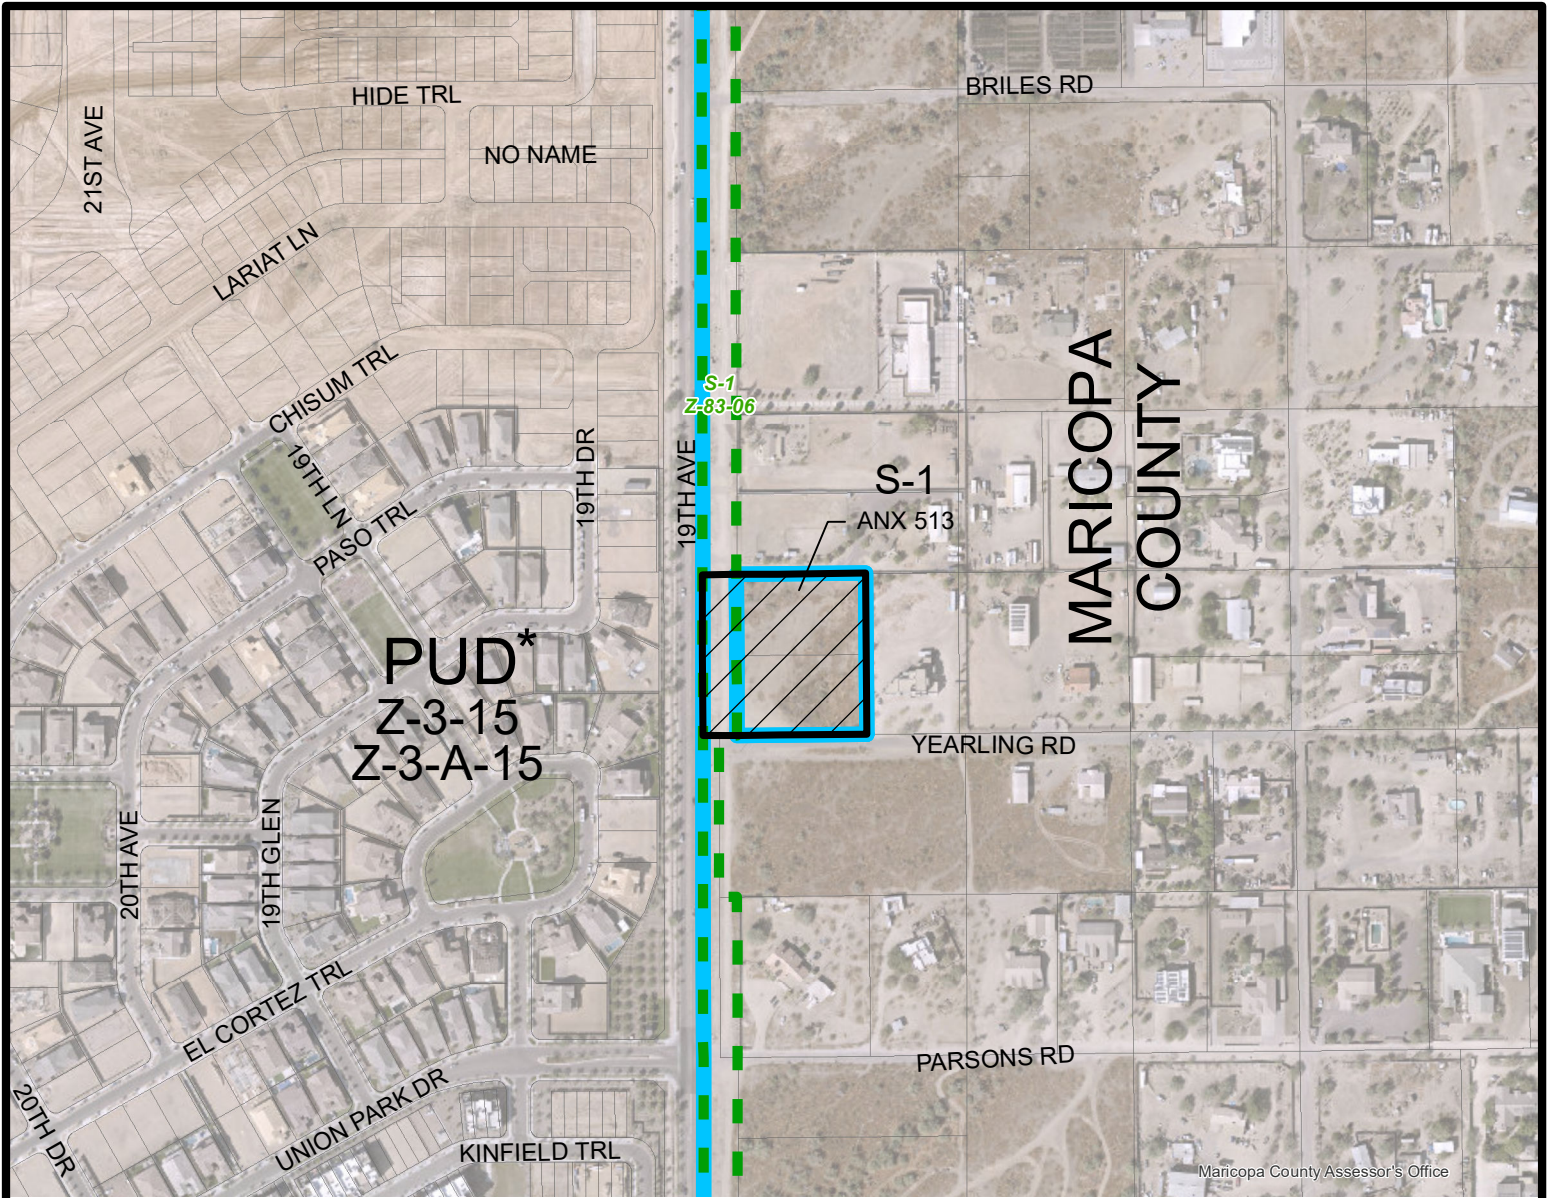 BRILES RD
HIDE TRL
21ST AVE
NO NAME
LARIAT LN
CHISUM TRL
S-1
Z-83-06
MARICOPA
COUNTY
19TH LN
19TH DR
19TH AVE
S-1
ANX 513
PASO TRL
PUD*
Z-3-15
Z-3-A-15
YEARLING RD
20TH AVE
19TH GLEN
EL CORTEZ TRL
PARSONS RD
20TH DR
UNION PARK DR
KINFIELD TRL
Maricopa County Assessor's Office